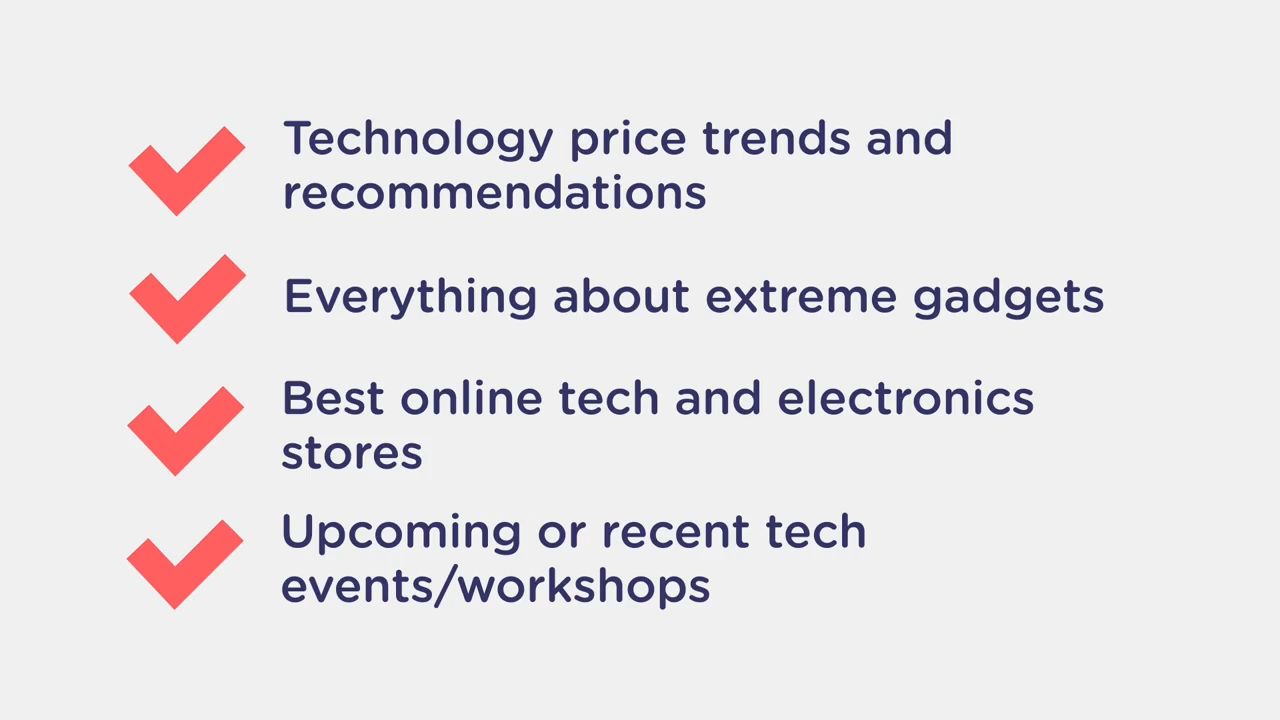 Technology price trends and
recommendations
Everything about extreme gadgets
Best online tech and electronics
stores
Upcoming or recent tech
events/workshops